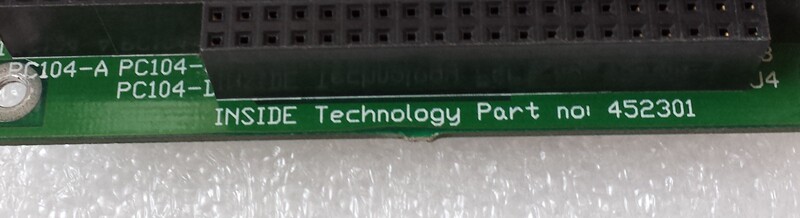 PC104-A PC104-
PC104-
J4
INSIDE Technology Part no: 452301